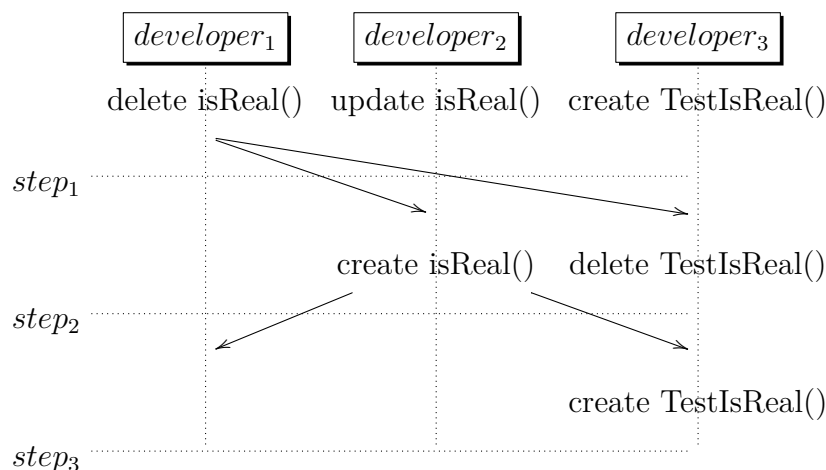 developer₁ developer₂ developer₃
delete isReal() update isReal() create TestIsReal()
step₁
create isReal() delete TestIsReal()
step₂
create TestIsReal()
step₃